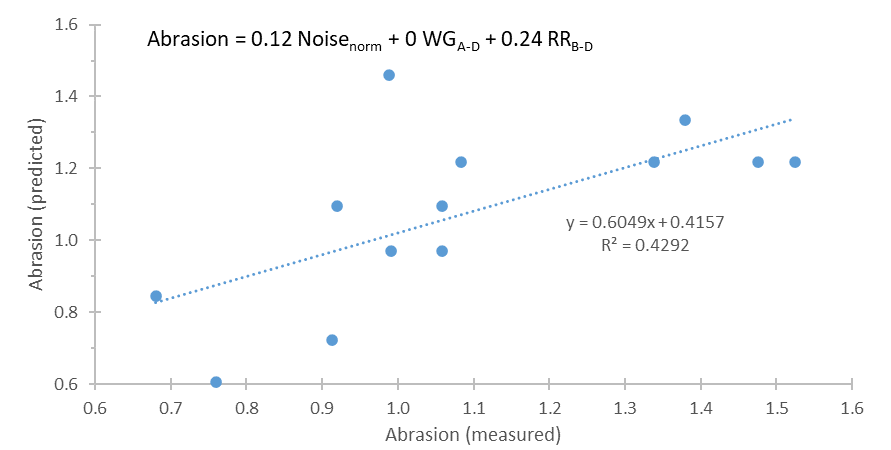 Abrasion = 0.12 Noisenorm + 0 WGA-D + 0.24 RRB-D
1.6
1.4
1.2
1.0
0.8
0.6
Abrasion (predicted)
y = 0.6049x + 0.4157
R² = 0.4292
0.6 0.7 0.8 0.9 1.0 1.1 1.2 1.3 1.4 1.5 1.6
Abrasion (measured)